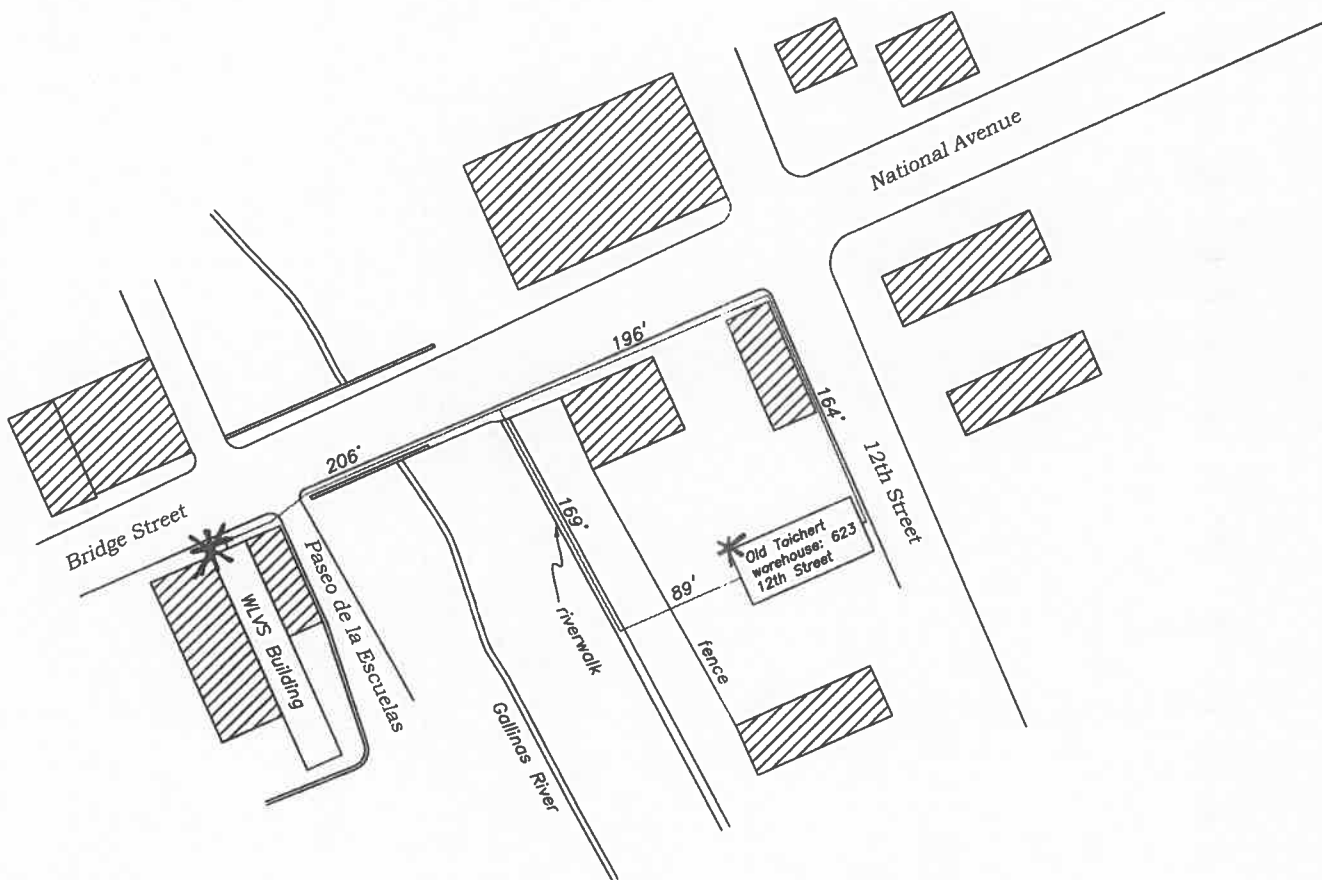 National Avenue
196'
206'
164'
12th Street
Bridge Street
169'
Old Toichert
warehouse: 623
12th Street
89'
Paseo de la Escuelas
WLVS Building
riverwalk
fence
Gallinas River